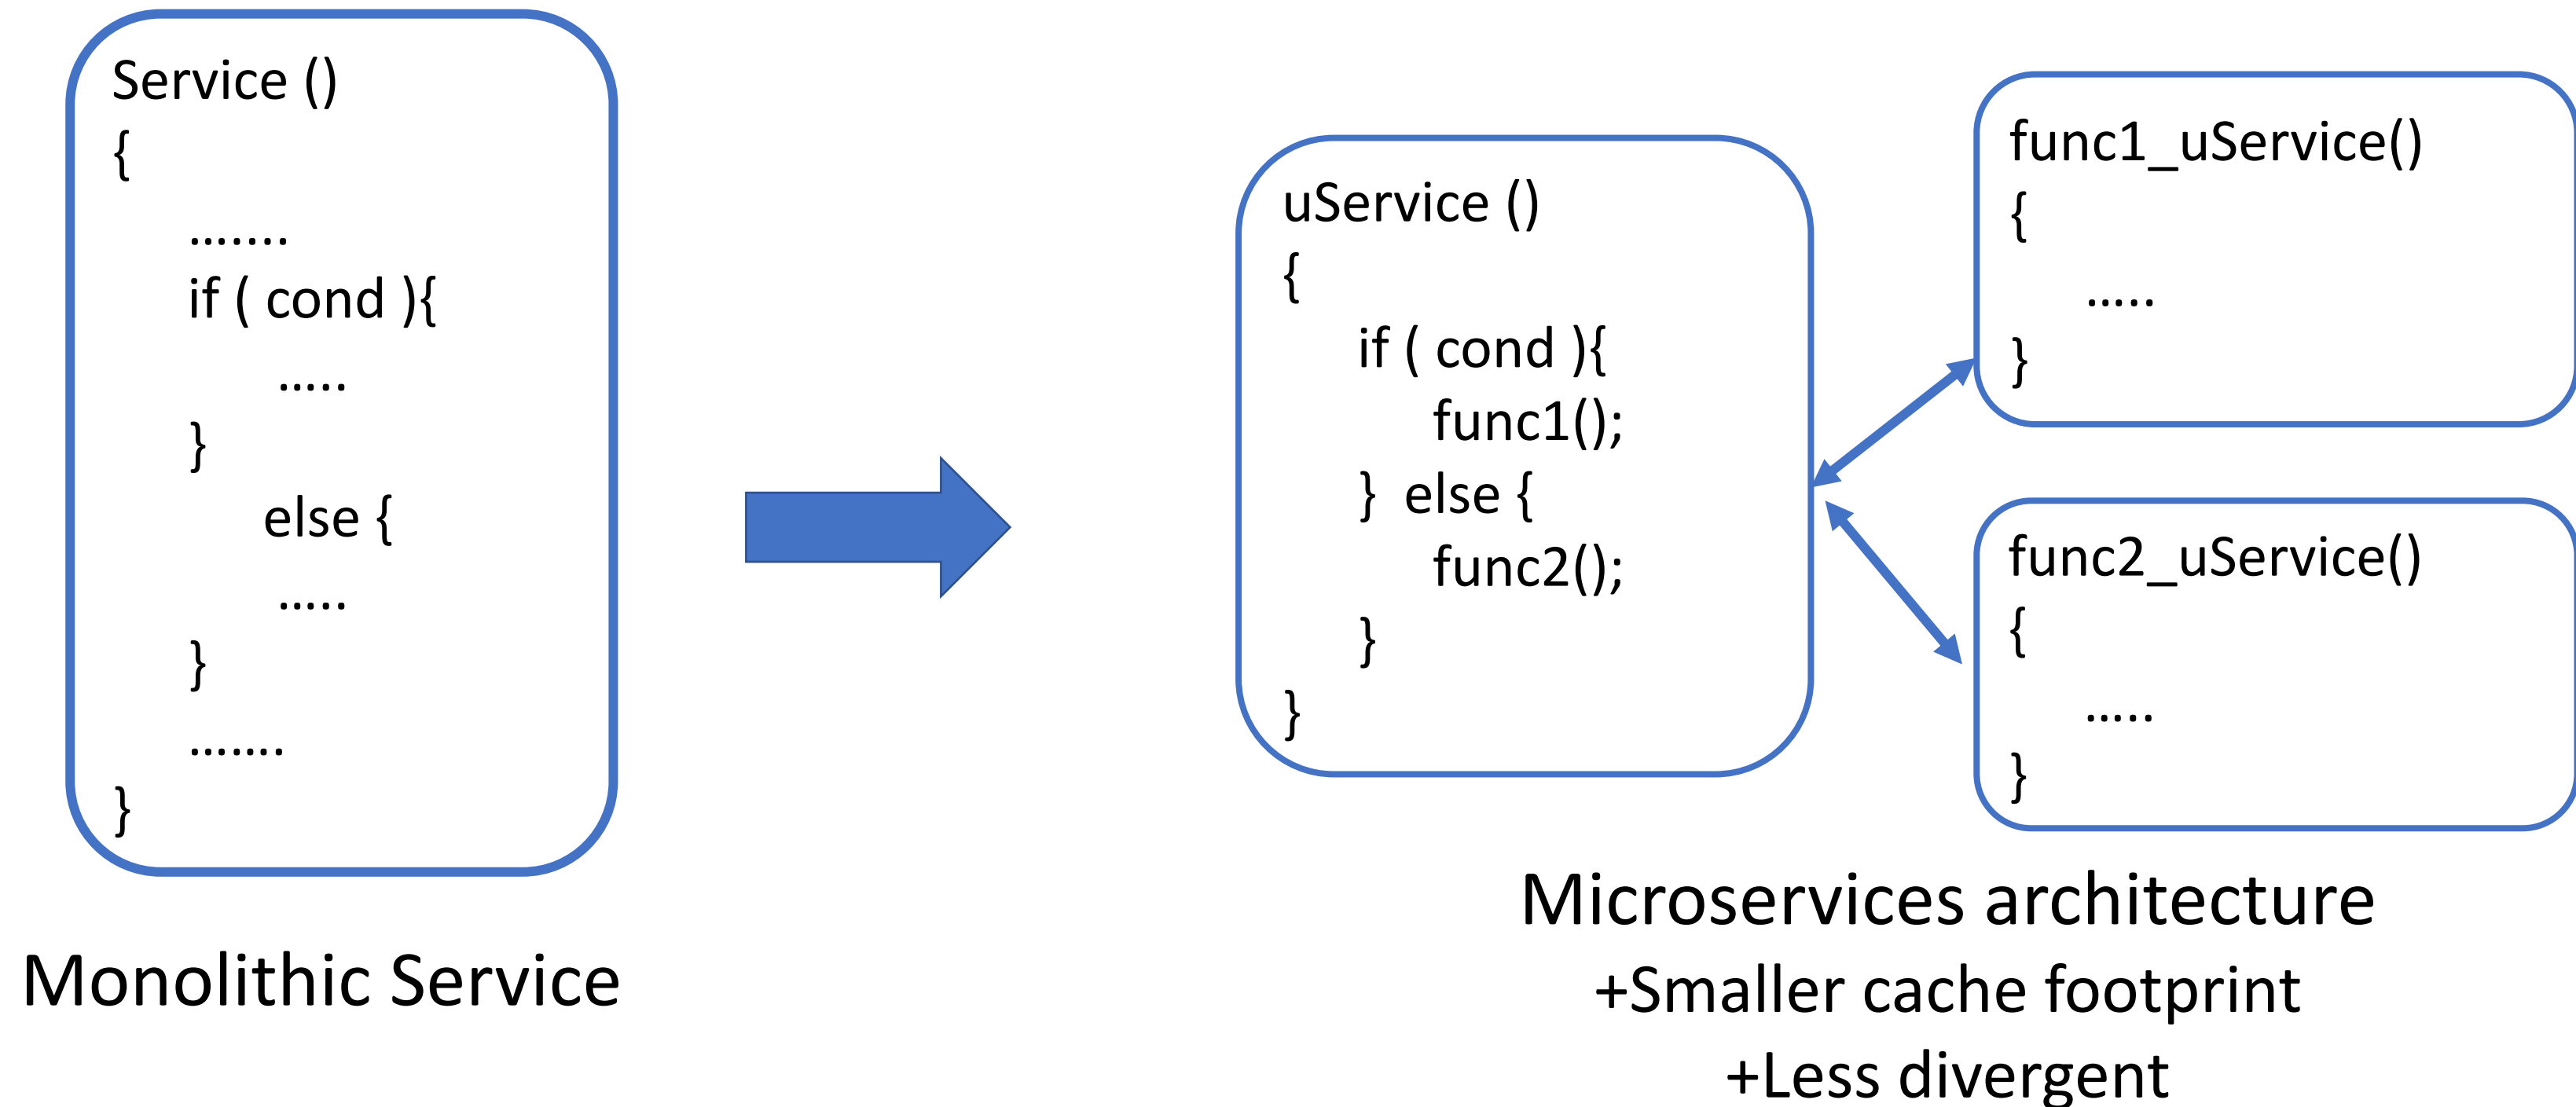 Service ()
{
…....
if ( cond ){
…..
}
else {
…..
}
…….
}
Monolithic Service
uService ()
{
if ( cond ){
func1();
} else {
func2();
}
}
func1_uService()
{
…..
}
func2_uService()
{
…..
}
Microservices architecture
+Smaller cache footprint
+Less divergent